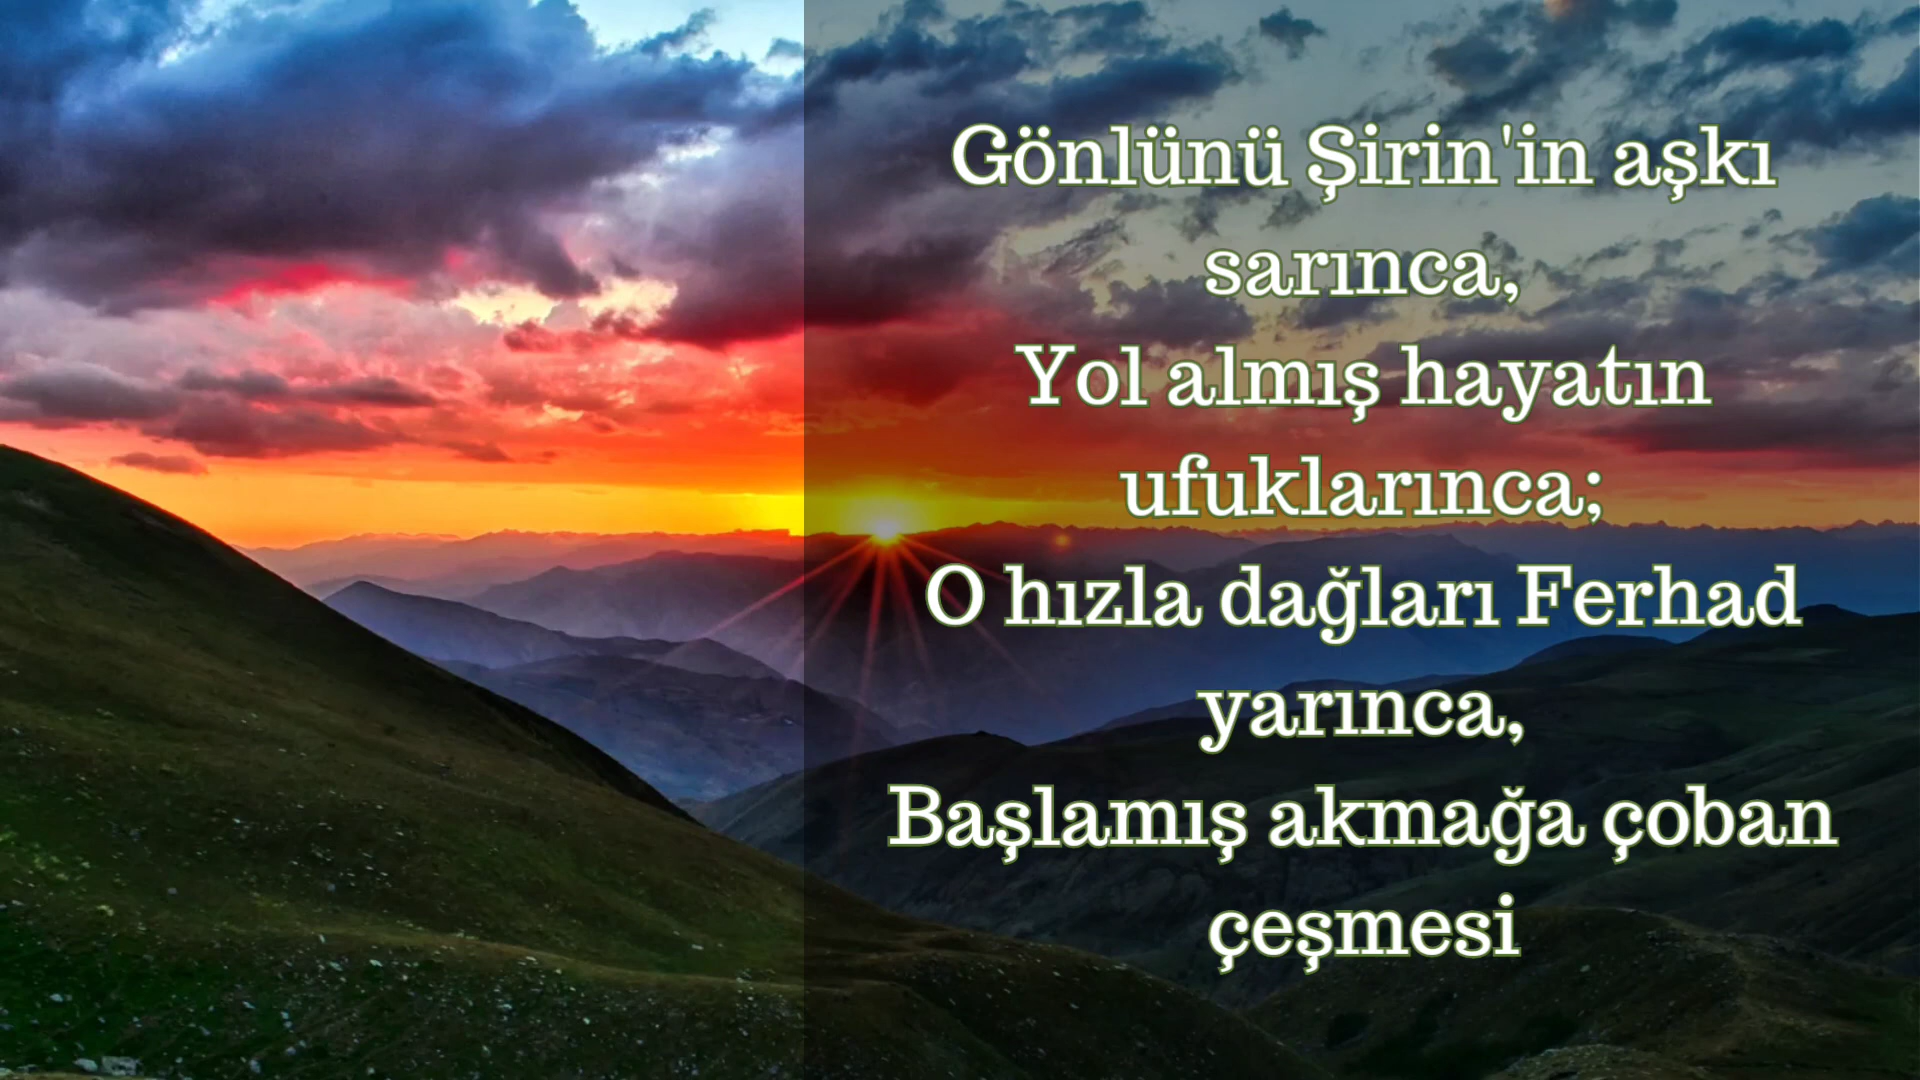 Gönlünü Şirin'in aşkı
sarınca,
Yol almış hayatın
ufuklarınca;
O hızla dağları Ferhad
yarınca,
Başlamış akmağa çoban
çeşmesi